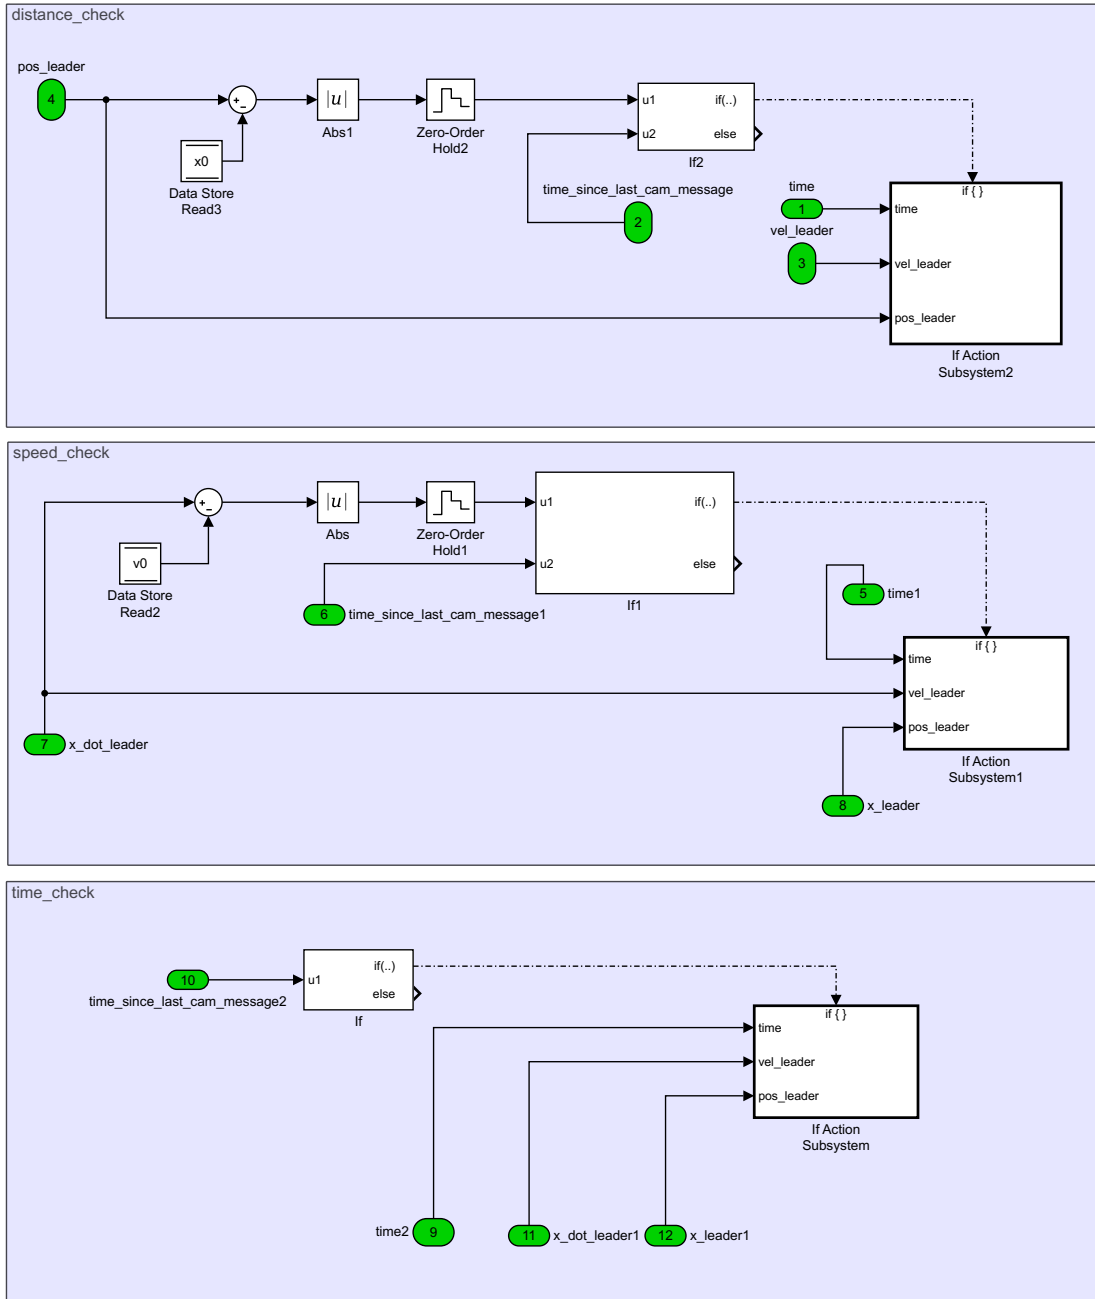 distance_check
pos_leader
4
+
-
|u|
Abs1
Zero-Order
Hold2
x0
Data Store
Read3
u1
if(..)
u2
else
If2
time_since_last_cam_message
2
time
1
vel_leader
3
if { }
time
vel_leader
pos_leader
If Action
Subsystem2
speed_check
+
-
|u|
Abs
Zero-Order
Hold1
v0
Data Store
Read2
u1
if(..)
u2
else
If1
6
time_since_last_cam_message1
5
time1
if { }
time
vel_leader
pos_leader
If Action
Subsystem1
7
x_dot_leader
8
x_leader
time_check
10
time_since_last_cam_message2
u1
if(..)
else
If
if { }
time
vel_leader
pos_leader
If Action
Subsystem
time2
9
11
x_dot_leader1
12
x_leader1